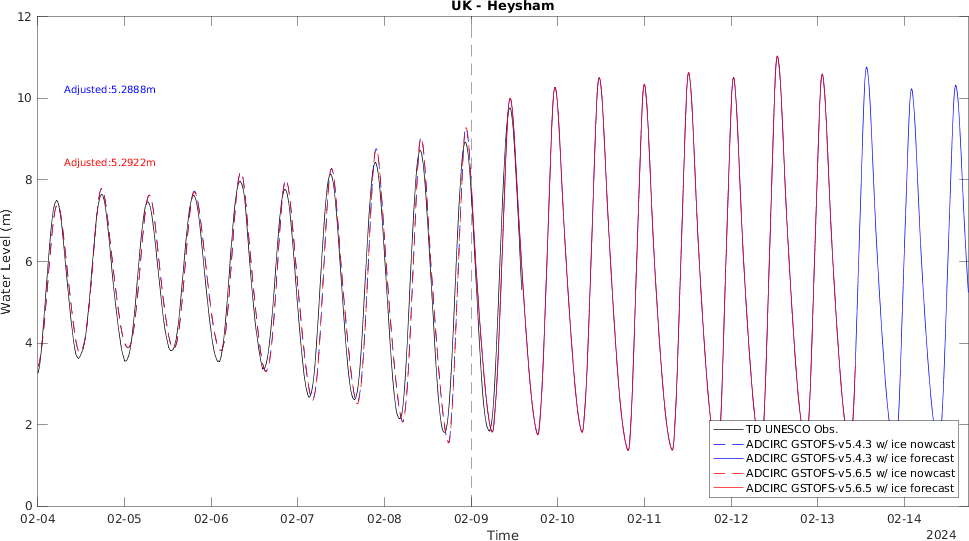 UK - Heysham
12
10
8
6
4
2
0
Water Level (m)
Adjusted:5.2888m
Adjusted:5.2922m
TD UNESCO Obs.
ADCIRC GSTOFS-v5.4.3 w/ ice nowcast
ADCIRC GSTOFS-v5.4.3 w/ ice forecast
ADCIRC GSTOFS-v5.6.5 w/ ice nowcast
ADCIRC GSTOFS-v5.6.5 w/ ice forecast
02-04 02-05 02-06 02-07 02-08 02-09 02-10 02-11 02-12 02-13 02-14
Time
2024